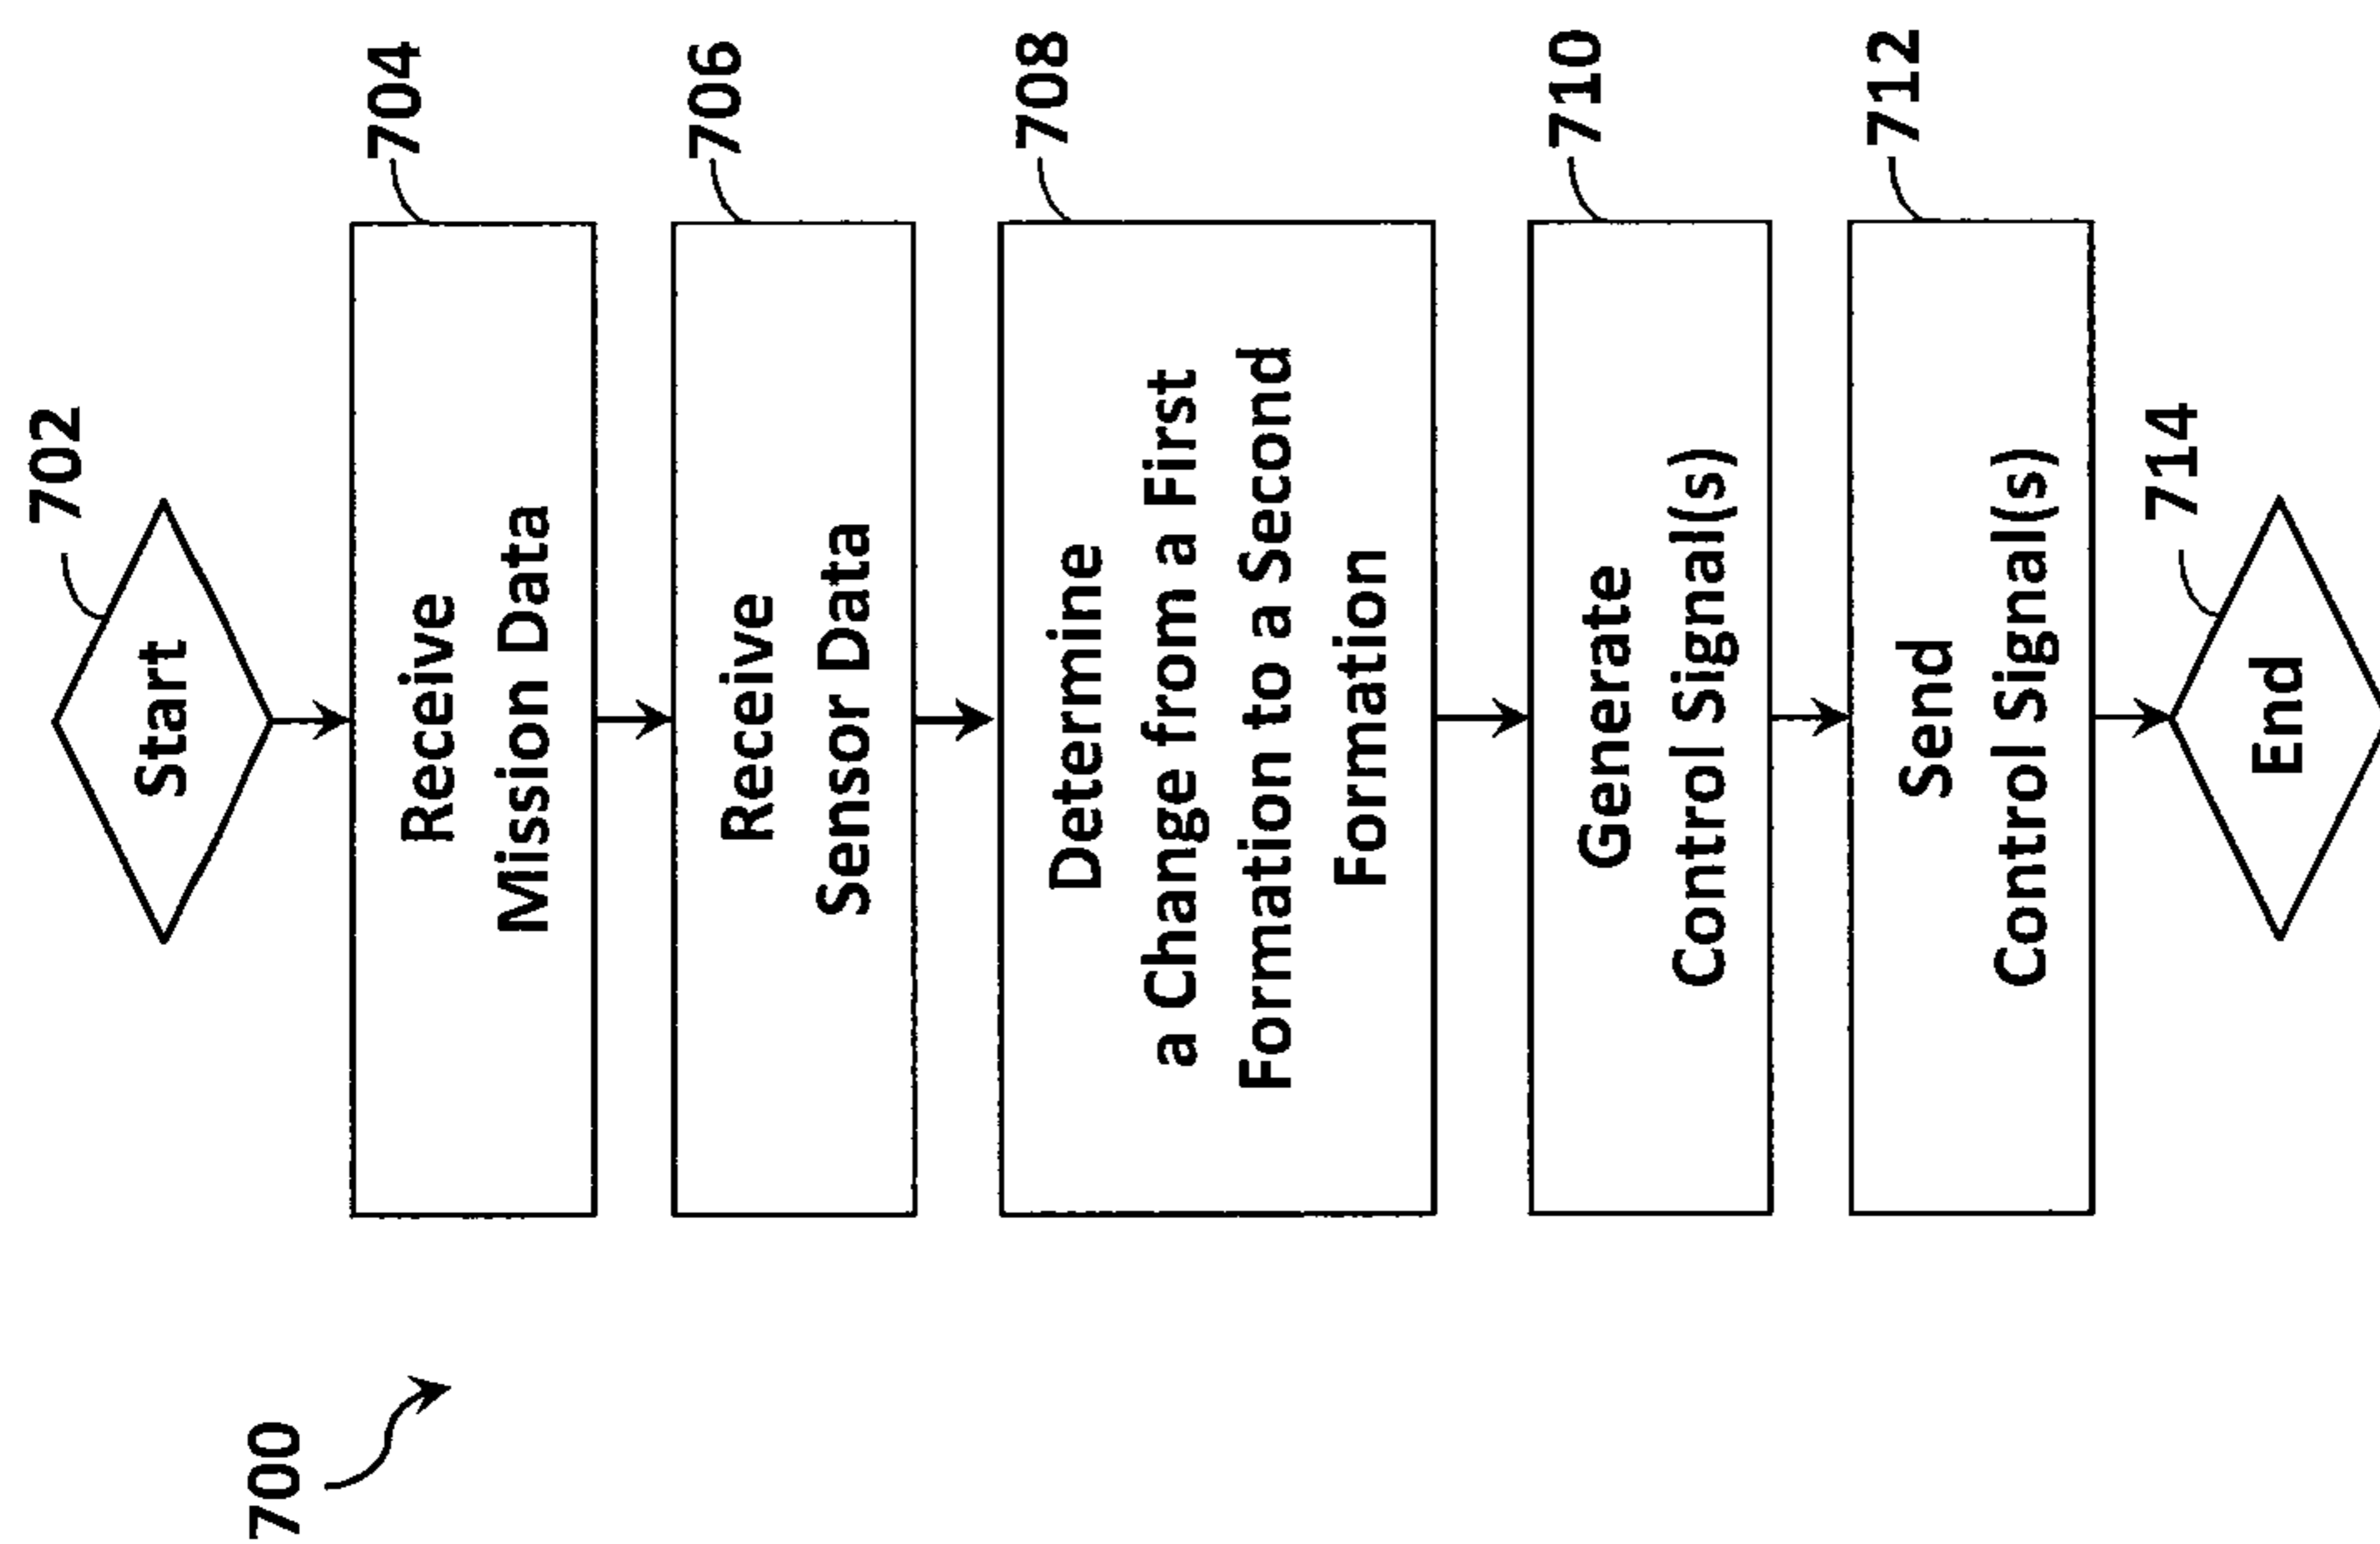 700
702
Start
704
Receive
Mission Data
706
Receive
Sensor Data
708
Determine
a Change from a First
Formation to a Second
Formation
710
Generate
Control Signal(s)
712
Send
Control Signal(s)
714
End